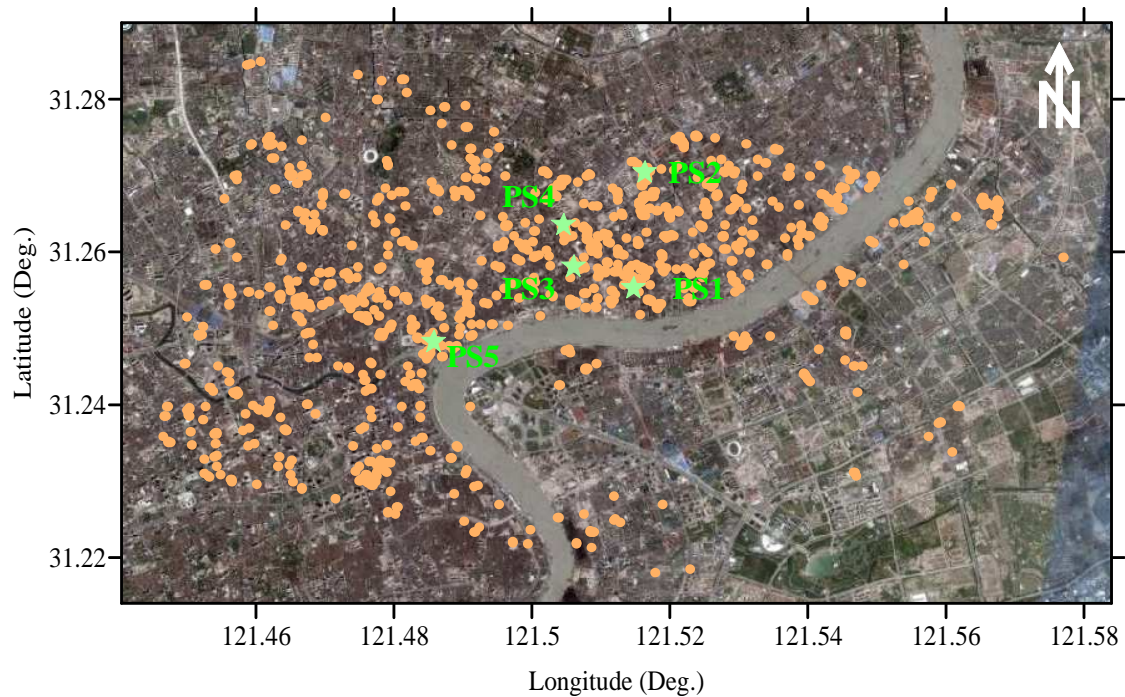 N
31.28
PS2
PS4
31.26
PS3
PS1
PS5
31.24
31.22
Latitude (Deg.)
121.46
121.48
121.5
121.52
121.54
121.56
121.58
Longitude (Deg.)